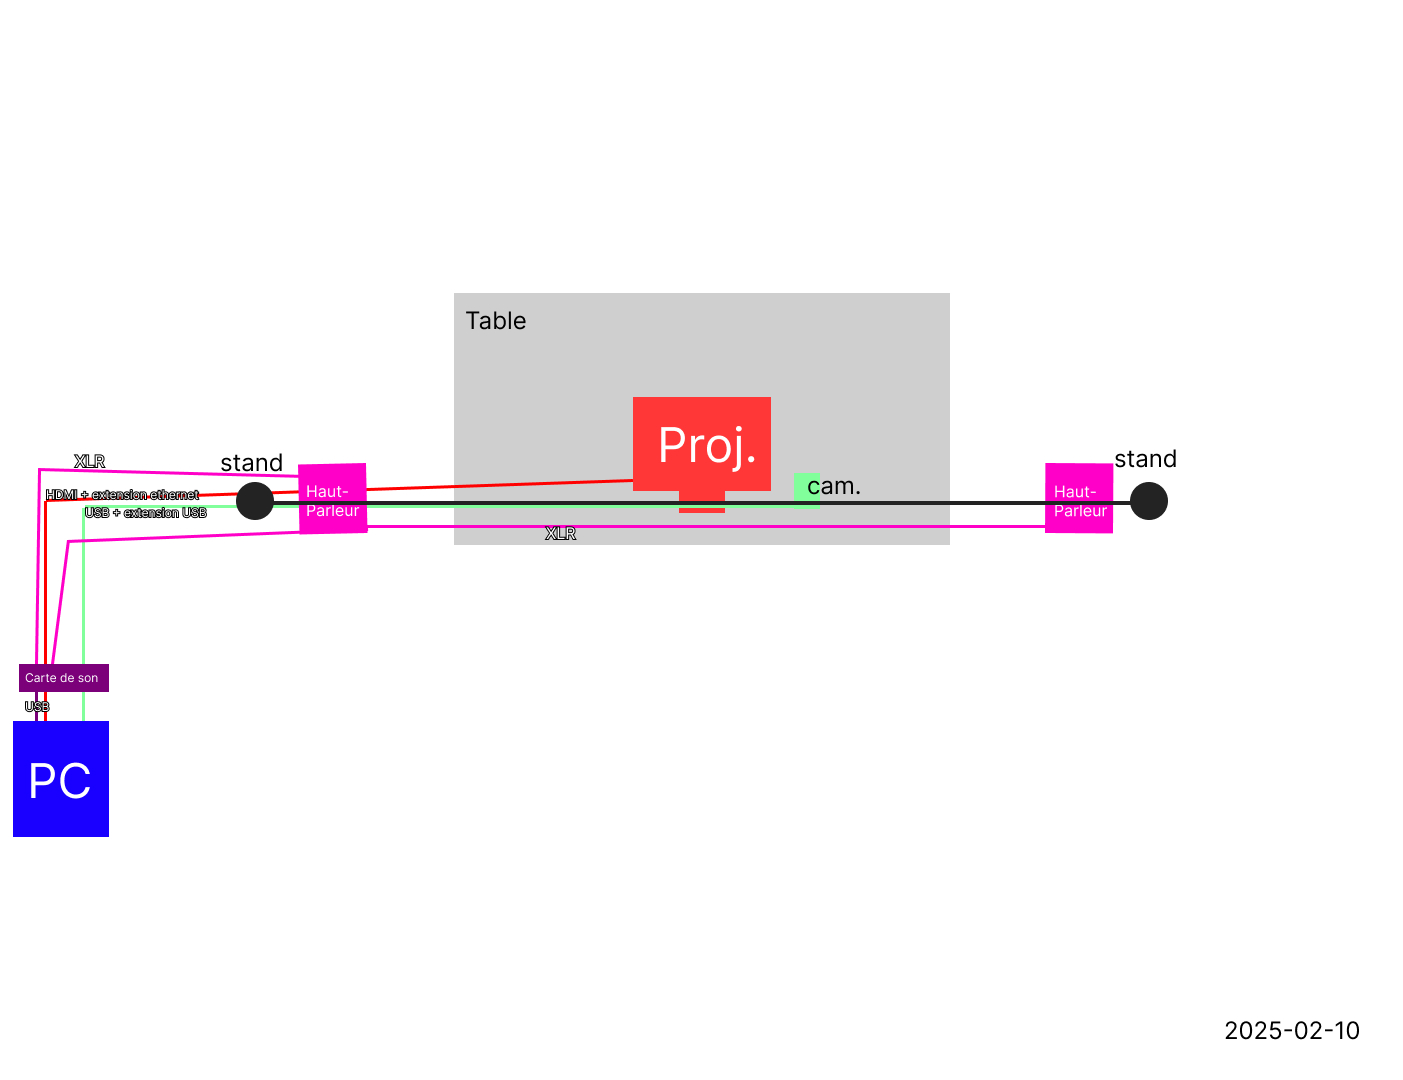 Table
Proj.
stand
XLR
stand
cam.
HDMI + extension ethernet
USB + extension USB
Haut-
Parleur
Haut-
Parleur
XLR
Carte de son
USB
PC
2025-02-10